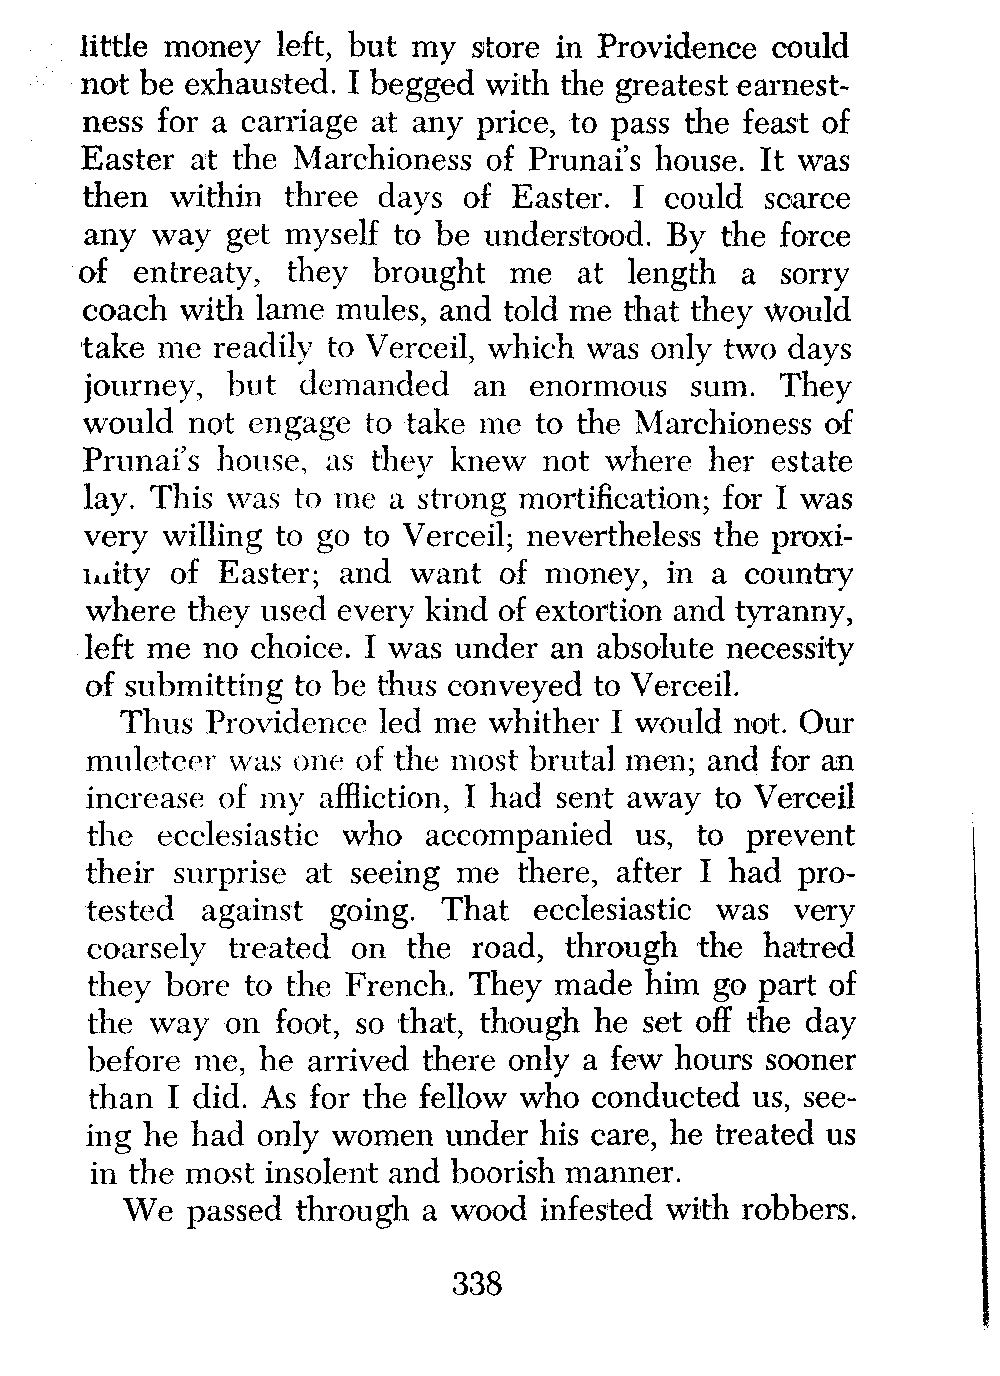 little money left, but my store in Providence could
not be exhausted. I begged with the greatest earnest-
ness for a carriage at any price, to pass the feast of
Easter at the Marchioness of Prunai's house. It was
then within three days of Easter. I could scarce
any way get myself to be understood. By the force
of entreaty, they brought me at length a sorry
coach with lame mules, and told me that they would
take me readily to Verceil, which was only two days
journey, but demanded an enormous sum. They
would not engage to take me to the Marchioness of
Prunai's house, as they knew not where her estate
lay. This was to me a strong mortification; for I was
very willing to go to Verceil; nevertheless the proxi-
mity of Easter; and want of money, in a country
where they used every kind of extortion and tyranny,
left me no choice. I was under an absolute necessity
of submitting to be thus conveyed to Verceil.
Thus Providence led me whither I would not. Our
muleteer was one of the most brutal men; and for an
increase of my affliction, I had sent away to Verceil
the ecclesiastic who accompanied us, to prevent
their surprise at seeing me there, after I had pro-
tested against going. That ecclesiastic was very
coarsely treated on the road, through the hatred
they bore to the French. They made him go part of
the way on foot, so that, though he set off the day
before me, he arrived there only a few hours sooner
than I did. As for the fellow who conducted us, see-
ing he had only women under his care, he treated us
in the most insolent and boorish manner.
We passed through a wood infested with robbers.
338